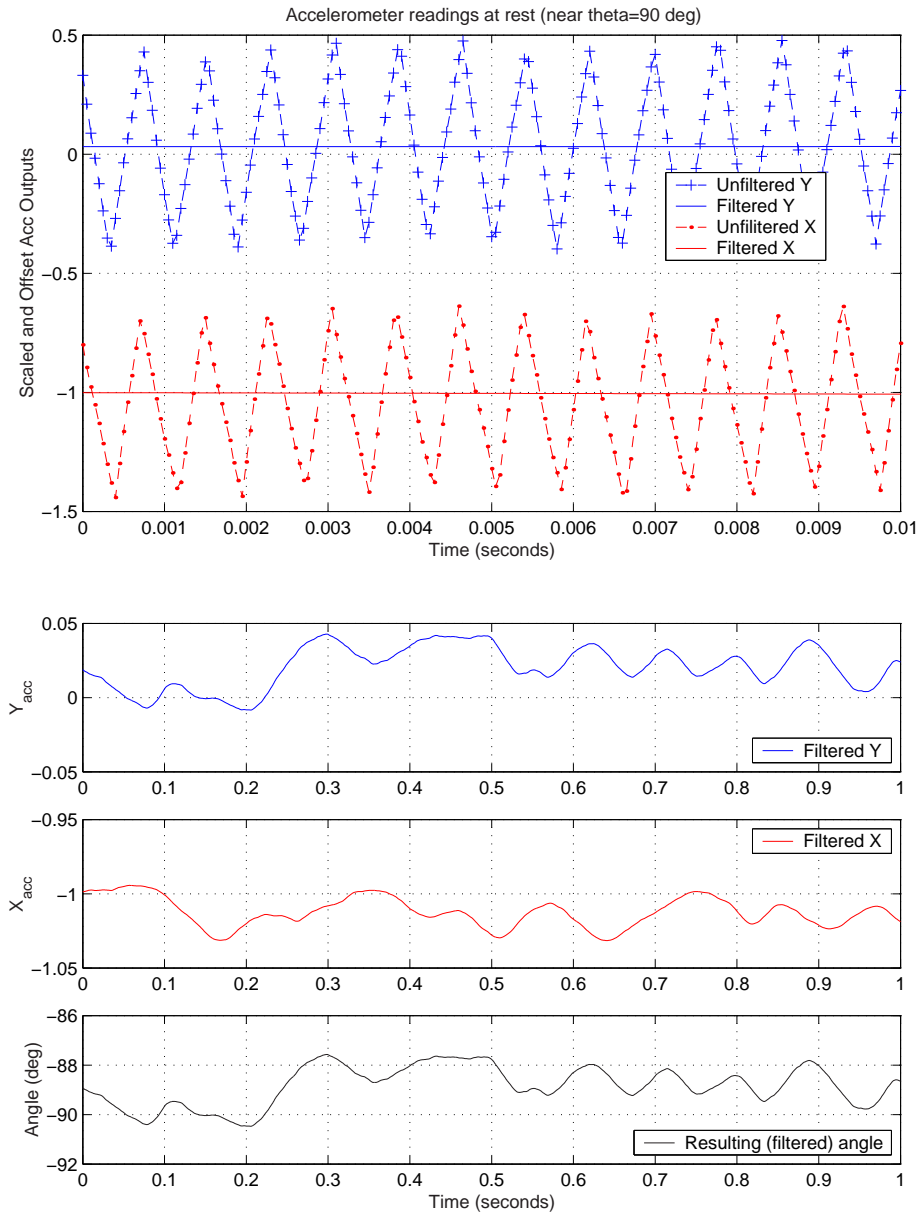 Accelerometer readings at rest (near theta=90 deg)
Scaled and Offset Acc Outputs
0.5
0
−0.5
−1
−1.5
Unfiltered Y
Filtered Y
Unfilitered X
Filtered X
0 0.001 0.002 0.003 0.004 0.005 0.006 0.007 0.008 0.009 0.01
Time (seconds)
Y_acc
0.05
0
−0.05
Filtered Y
0 0.1 0.2 0.3 0.4 0.5 0.6 0.7 0.8 0.9 1
X_acc
−0.95
−1
−1.05
Filtered X
0 0.1 0.2 0.3 0.4 0.5 0.6 0.7 0.8 0.9 1
Angle (deg)
−86
−88
−90
−92
Resulting (filtered) angle
0 0.1 0.2 0.3 0.4 0.5 0.6 0.7 0.8 0.9 1
Time (seconds)